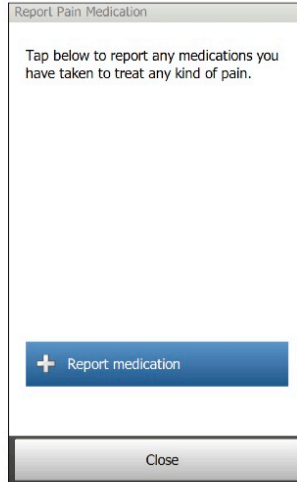 Report Pain Medication
Tap below to report any medications you
have taken to treat any kind of pain.
Report medication
Close